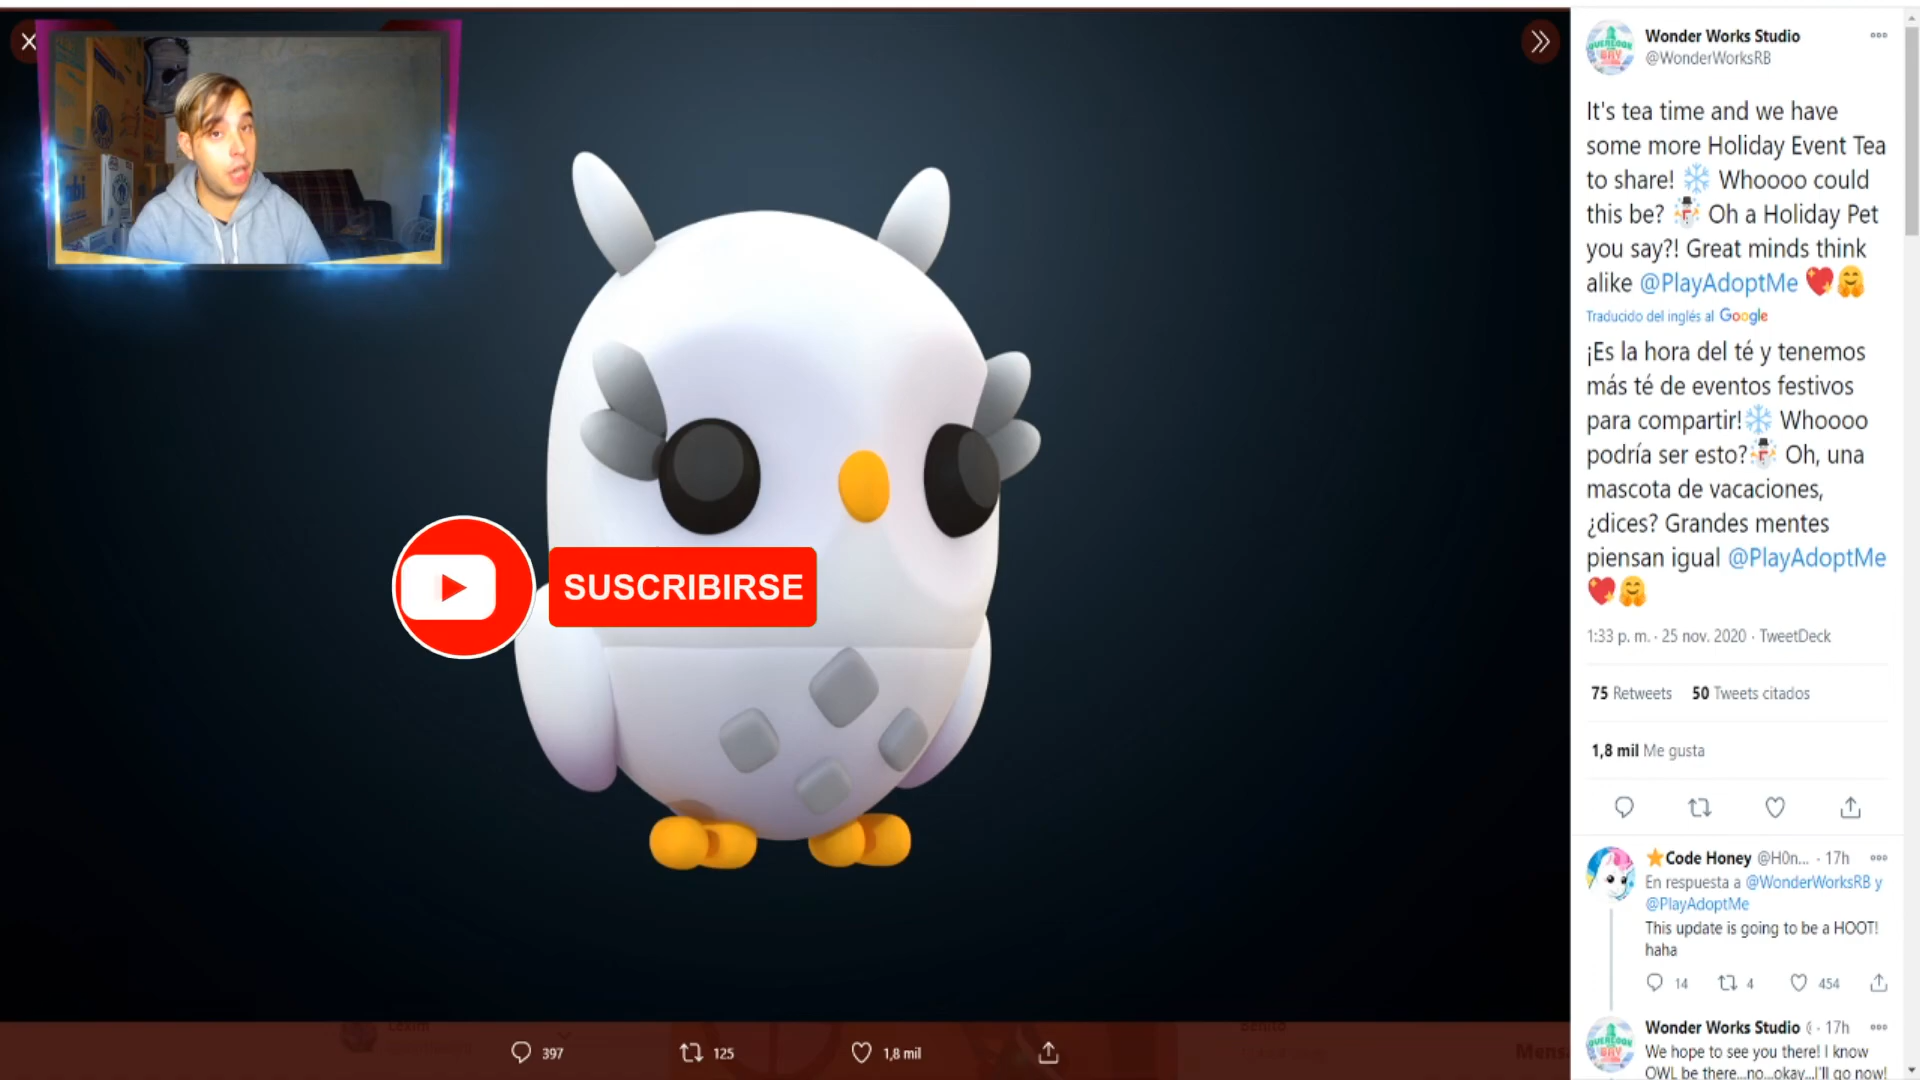 Wonder Works Studio
@WonderWorksRB
It's tea time and we have
some more Holiday Event Tea
to share! ❄️ Whoooo could
this be? ☃️ Oh a Holiday Pet
you say?! Great minds think
alike @PlayAdoptMe 💖🤗
Traducido del inglés al Google
¡Es la hora del té y tenemos
más té de eventos festivos
para compartir!❄️ Whoooo
podría ser esto?☃️ Oh, una
mascota de vacaciones,
¿dices? Grandes mentes
piensan igual @PlayAdoptMe
💖🤗
1:33 p. m. · 25 nov. 2020 · TweetDeck
75 Retweets 50 Tweets citados
1,8 mil Me gusta
⭐Code Honey @H0n... · 17h
En respuesta a @WonderWorksRB y
@PlayAdoptMe
This update is going to be a HOOT!
haha
14 4 454
Wonder Works Studio · 17h
We hope to see you there! I know
OWL be there...no...okay...I'll go now!
SUSCRIBIRSE
397 125 1,8 mil